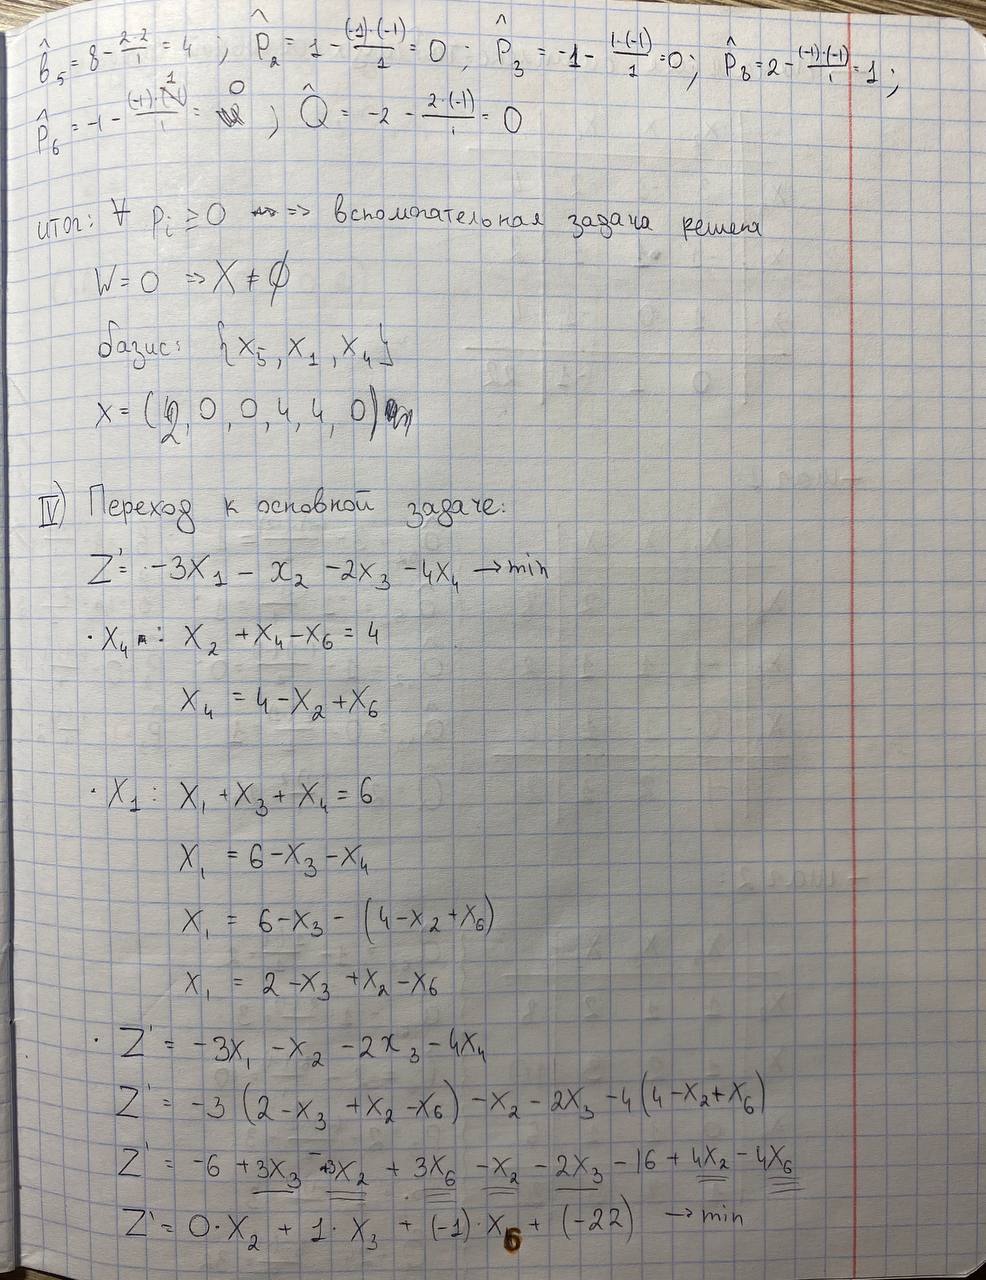 b̂₅ = 8 - (2·2)/1 = 4 ; P̂₂ = 1 - ((-1)·(-1))/1 = 0 ; P̂₃ = -1 - (1·(-1))/1 = 0 ; P̂₃ = 2 - ((-1)·(-1))/1 = 1 ;
P̂₆ = -1 - ((-1)·1)/1 = 0 ; Q̂ = -2 - (2·(-1))/1 = 0
итог: ∀ Pᵢ ≥ 0 => вспомогательная задача решена
W = 0 => X ≠ ∅
базис: {x₅, x₁, x₄}
x = (2, 0, 0, 4, 4, 0)
IV) Переход к основной задаче:
Z' = -3x₁ - x₂ - 2x₃ - 4x₄ → min
· x₄ : x₂ + x₄ - x₆ = 4
x₄ = 4 - x₂ + x₆
· x₁ : x₁ + x₃ + x₄ = 6
x₁ = 6 - x₃ - x₄
x₁ = 6 - x₃ - (4 - x₂ + x₆)
x₁ = 2 - x₃ + x₂ - x₆
· Z' = -3x₁ - x₂ - 2x₃ - 4x₄
Z' = -3 (2 - x₃ + x₂ - x₆) - x₂ - 2x₃ - 4(4 - x₂ + x₆)
Z' = -6 + 3x₃ - 3x₂ + 3x₆ - x₂ - 2x₃ - 16 + 4x₂ - 4x₆
Z' = 0·x₂ + 1·x₃ + (-1)·x₆ + (-22) → min